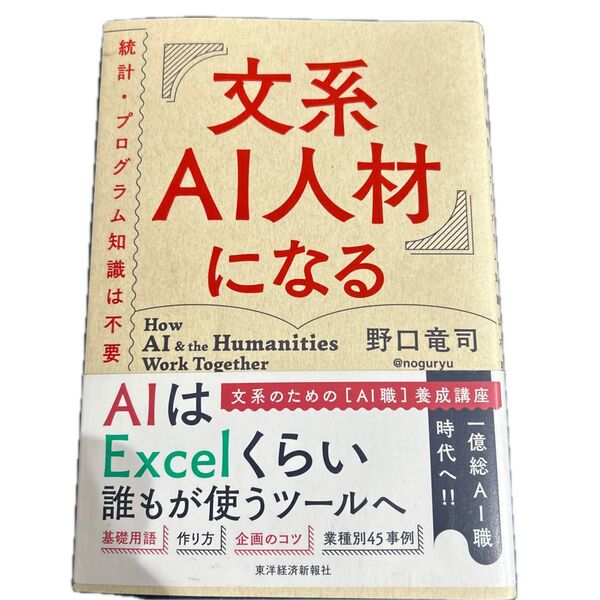 統計・プログラム知識は不要
「文系
AI人材」
になる
How
AI & the Humanities
Work Together
野口竜司
@noguryu
文系のための[AI職]養成講座
一億総AI職
時代へ!!
AIは
Excelくらい
誰もが使うツールへ
基礎用語
作り方
企画のコツ
業種別45事例
東洋経済新報社